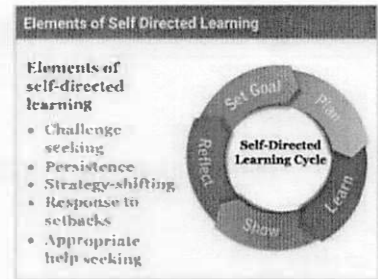 Elements of Self Directed Learning
Elements of
self-directed
learning
• Challenge
seeking
• Persistence
• Strategy-shifting
• Response to
setbacks
• Appropriate
help seeking
Set Goal
Plan
Learn
Show
Reflect
Self-Directed
Learning Cycle